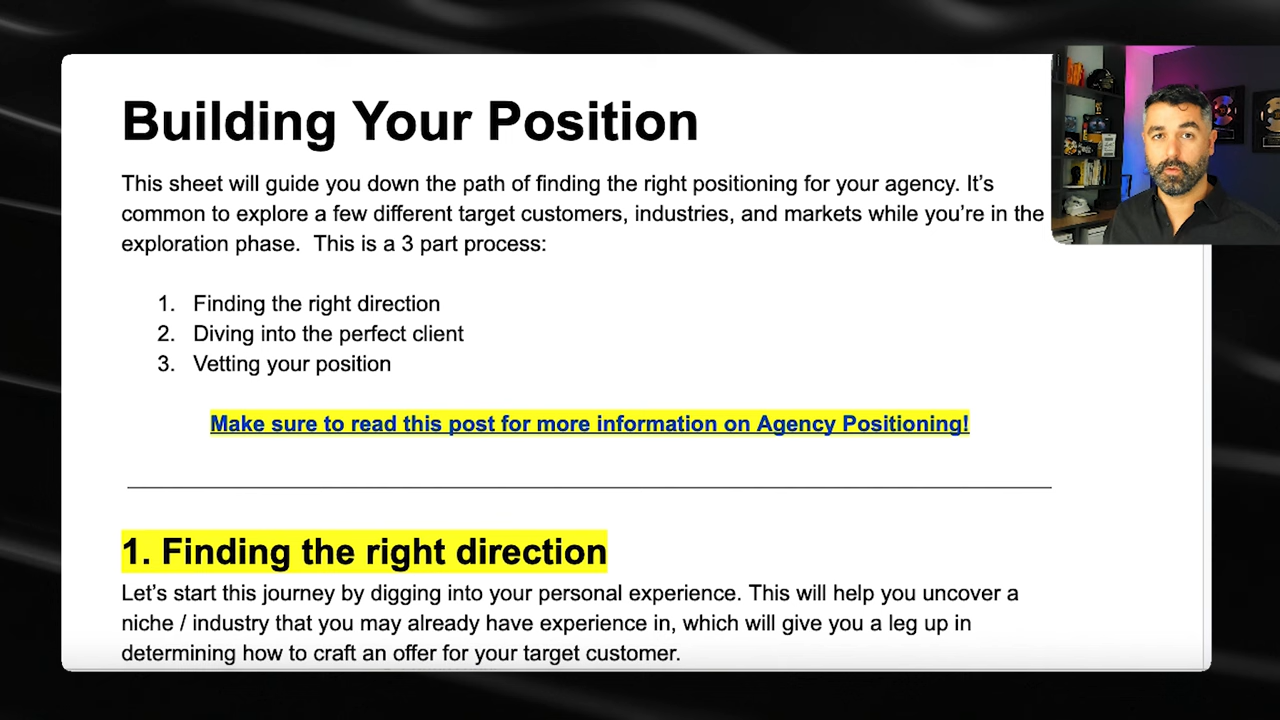 Building Your Position
This sheet will guide you down the path of finding the right positioning for your agency. It’s
common to explore a few different target customers, industries, and markets while you’re in the
exploration phase.  This is a 3 part process:
1. Finding the right direction
2. Diving into the perfect client
3. Vetting your position
Make sure to read this post for more information on Agency Positioning!
1. Finding the right direction
Let’s start this journey by digging into your personal experience. This will help you uncover a
niche / industry that you may already have experience in, which will give you a leg up in
determining how to craft an offer for your target customer.